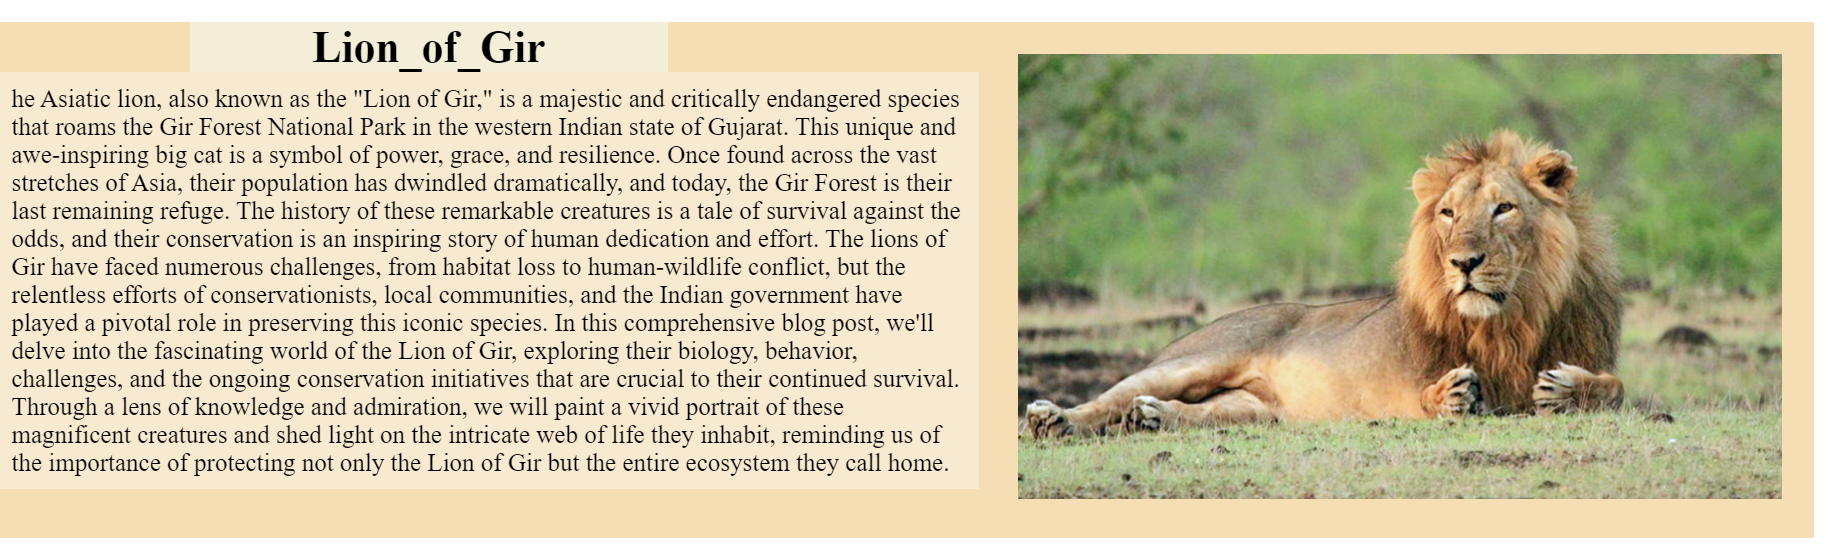 Lion_of_Gir
he Asiatic lion, also known as the "Lion of Gir," is a majestic and critically endangered species
that roams the Gir Forest National Park in the western Indian state of Gujarat. This unique and
awe-inspiring big cat is a symbol of power, grace, and resilience. Once found across the vast
stretches of Asia, their population has dwindled dramatically, and today, the Gir Forest is their
last remaining refuge. The history of these remarkable creatures is a tale of survival against the
odds, and their conservation is an inspiring story of human dedication and effort. The lions of
Gir have faced numerous challenges, from habitat loss to human-wildlife conflict, but the
relentless efforts of conservationists, local communities, and the Indian government have
played a pivotal role in preserving this iconic species. In this comprehensive blog post, we'll
delve into the fascinating world of the Lion of Gir, exploring their biology, behavior,
challenges, and the ongoing conservation initiatives that are crucial to their continued survival.
Through a lens of knowledge and admiration, we will paint a vivid portrait of these
magnificent creatures and shed light on the intricate web of life they inhabit, reminding us of
the importance of protecting not only the Lion of Gir but the entire ecosystem they call home.